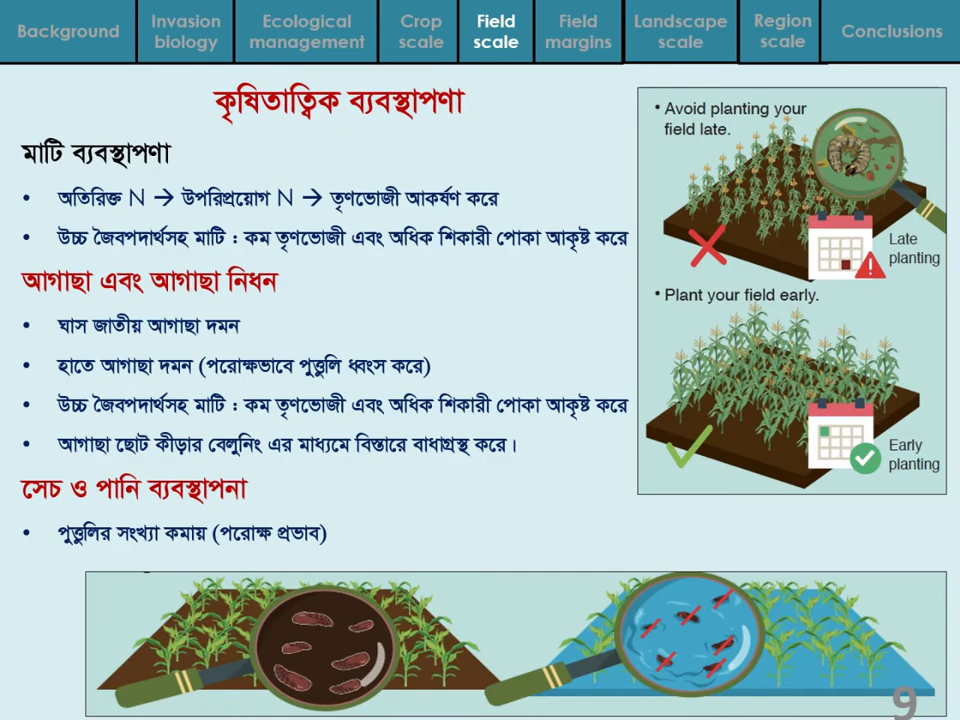 Background
Invasion
biology
Ecological
management
Crop
scale
Field
scale
Field
margins
Landscape
scale
Region
scale
Conclusions
কৃষিতাত্বিক ব্যবস্থাপণা
মাটি ব্যবস্থাপণা
• অতিরিক্ত N → উপরিপ্রয়োগ N → তৃণভোজী আকর্ষণ করে
• উচ্চ জৈবপদার্থসহ মাটি : কম তৃণভোজী এবং অধিক শিকারী পোকা আকৃষ্ট করে
আগাছা এবং আগাছা নিধন
• ঘাস জাতীয় আগাছা দমন
• হাতে আগাছা দমন (পরোক্ষভাবে পুত্তুলি ধ্বংস করে)
• উচ্চ জৈবপদার্থসহ মাটি : কম তৃণভোজী এবং অধিক শিকারী পোকা আকৃষ্ট করে
• আগাছা ছোট কীড়ার বেলুনিং এর মাধ্যমে বিস্তারে বাধাগ্রস্থ করে।
সেচ ও পানি ব্যবস্থাপনা
• পুত্তুলির সংখ্যা কমায় (পরোক্ষ প্রভাব)
• Avoid planting your
field late.
Late
planting
• Plant your field early.
Early
planting
9